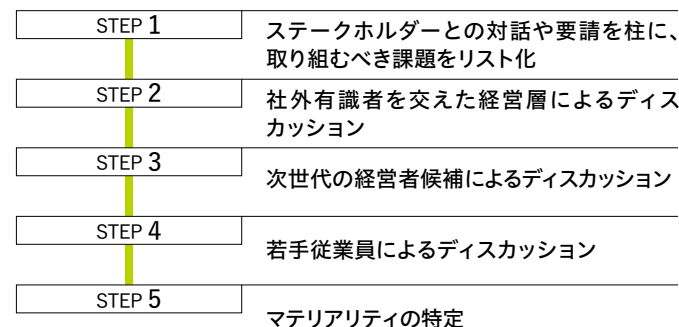 STEP 1
ステークホルダーとの対話や要請を柱に、
取り組むべき課題をリスト化
STEP 2
社外有識者を交えた経営層によるディス
カッション
STEP 3
次世代の経営者候補によるディスカッション
STEP 4
若手従業員によるディスカッション
STEP 5
マテリアリティの特定